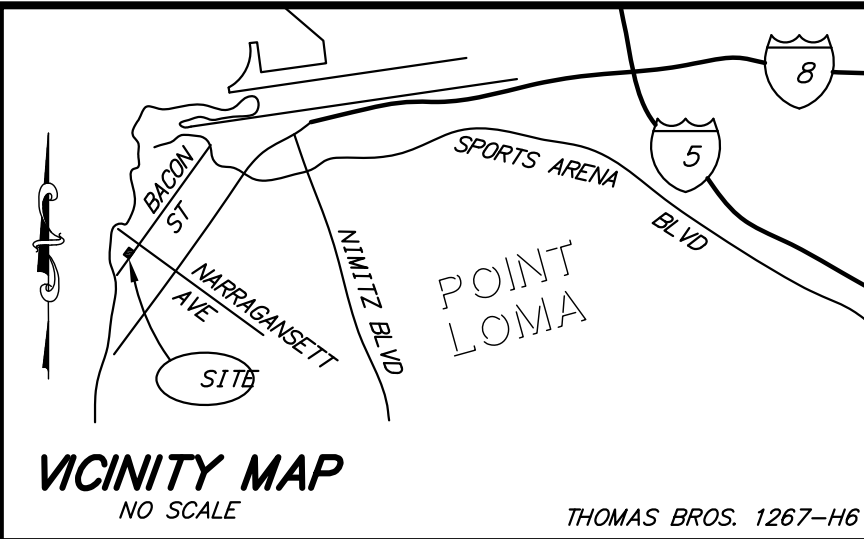 8
5
SPORTS ARENA
BLVD
BACON
ST
NIMITZ BLVD
NARRAGANSETT
AVE
POINT
LOMA
SITE
VICINITY MAP
NO SCALE
THOMAS BROS. 1267-H6